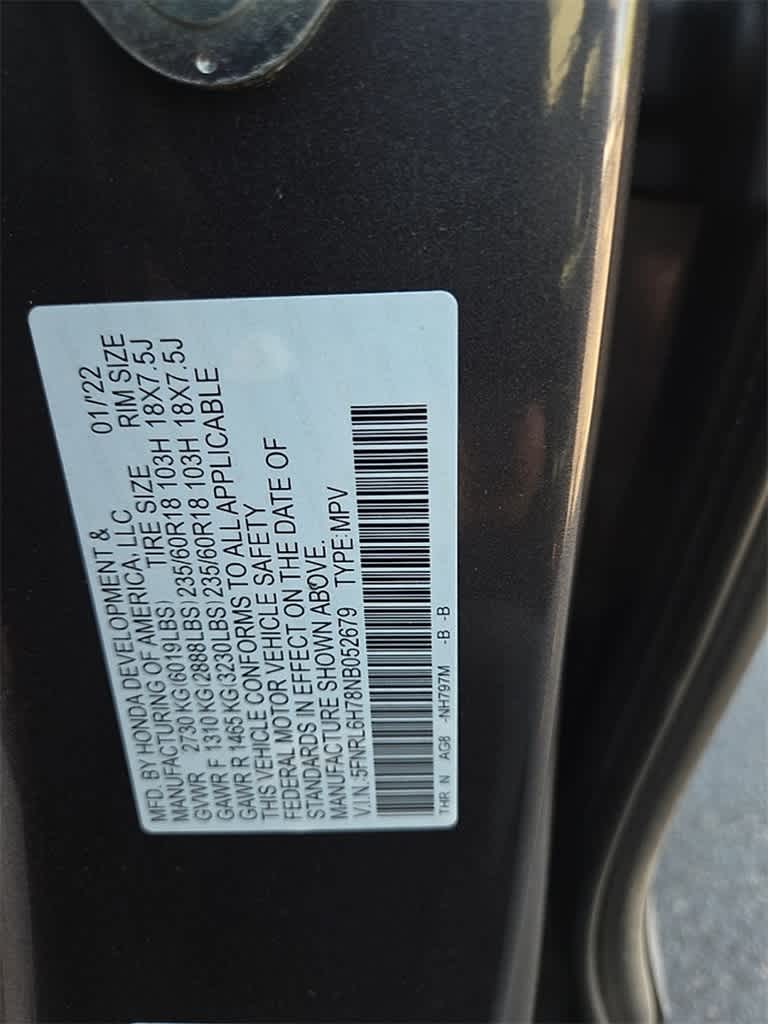 MFD. BY HONDA DEVELOPMENT &
MANUFACTURING OF AMERICA, LLC 01/'22
GVWR 2730 KG(6019LBS) TIRE SIZE RIM SIZE
GAWR F 1310 KG(2888LBS) 235/60R18 103H 18X7.5J
GAWR R 1465 KG(3230LBS) 235/60R18 103H 18X7.5J
THIS VEHICLE CONFORMS TO ALL APPLICABLE
FEDERAL MOTOR VEHICLE SAFETY
STANDARDS IN EFFECT ON THE DATE OF
MANUFACTURE SHOWN ABOVE.
V.I.N.:5FNRL6H78NB052679 TYPE:MPV
THR N AG8 -NH797M -B -B